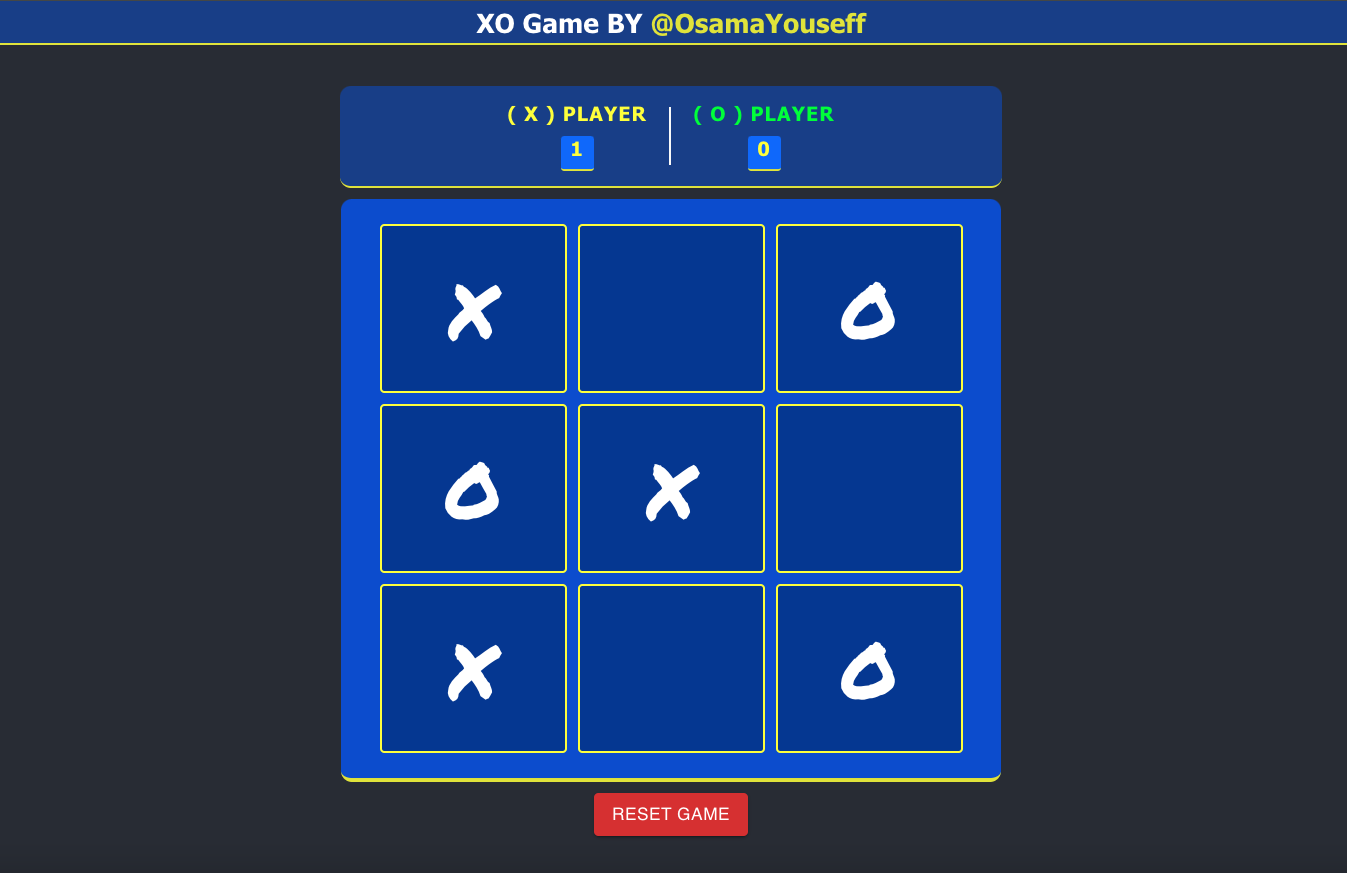 XO Game BY @OsamaYouseff
( X ) PLAYER ( O ) PLAYER
1 0
X O
O X
X O
RESET GAME